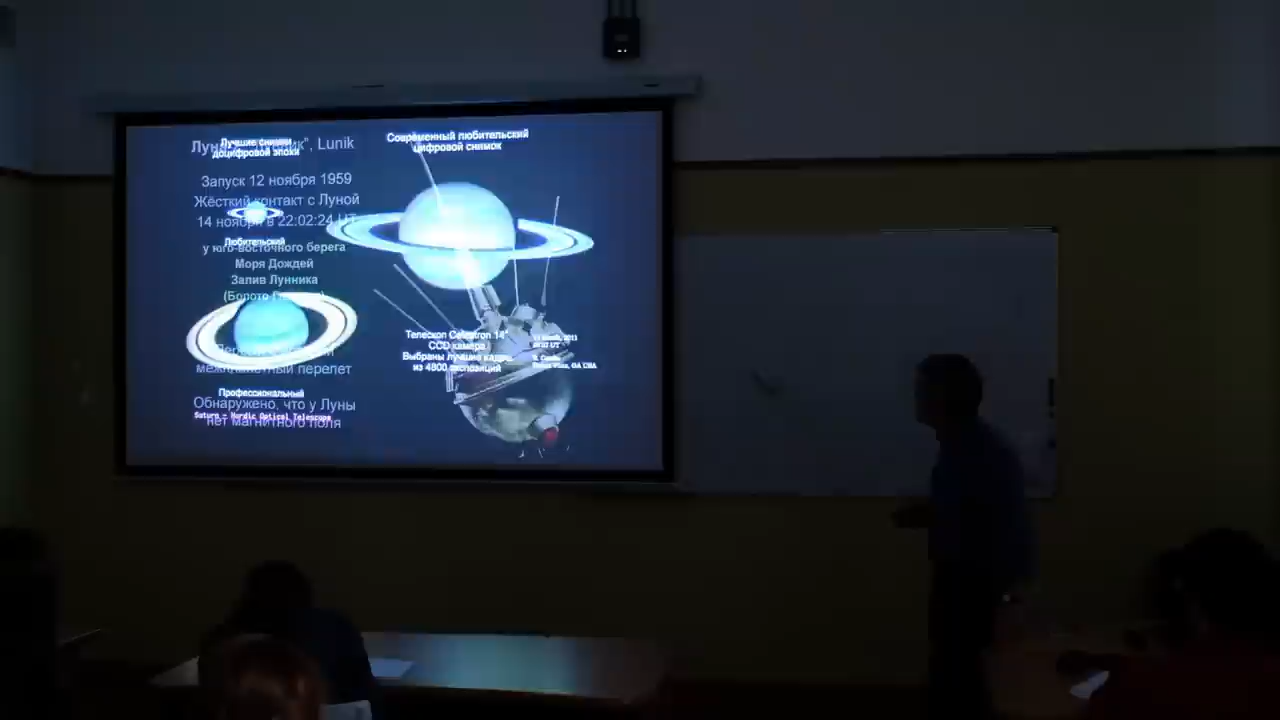 Лучшие снимки
доцифровой эпохи
Lunik
Запуск 12 ноября 1959
Жёсткий контакт с Луной
14 ноября в 22:02:24 UT
Любительский
у юго-восточного берега
Моря Дождей
Залив Лунника
(Болото
межпланетный перелет
Профессиональный
Обнаружено, что у Луны
Saturn - Nordic Optical Telescope
нет магнитного поля
Современный любительский
цифровой снимок
Телескоп Celestron 14"
CCD камера
Выбраны лучшие кадры
из 4800 экспозиций